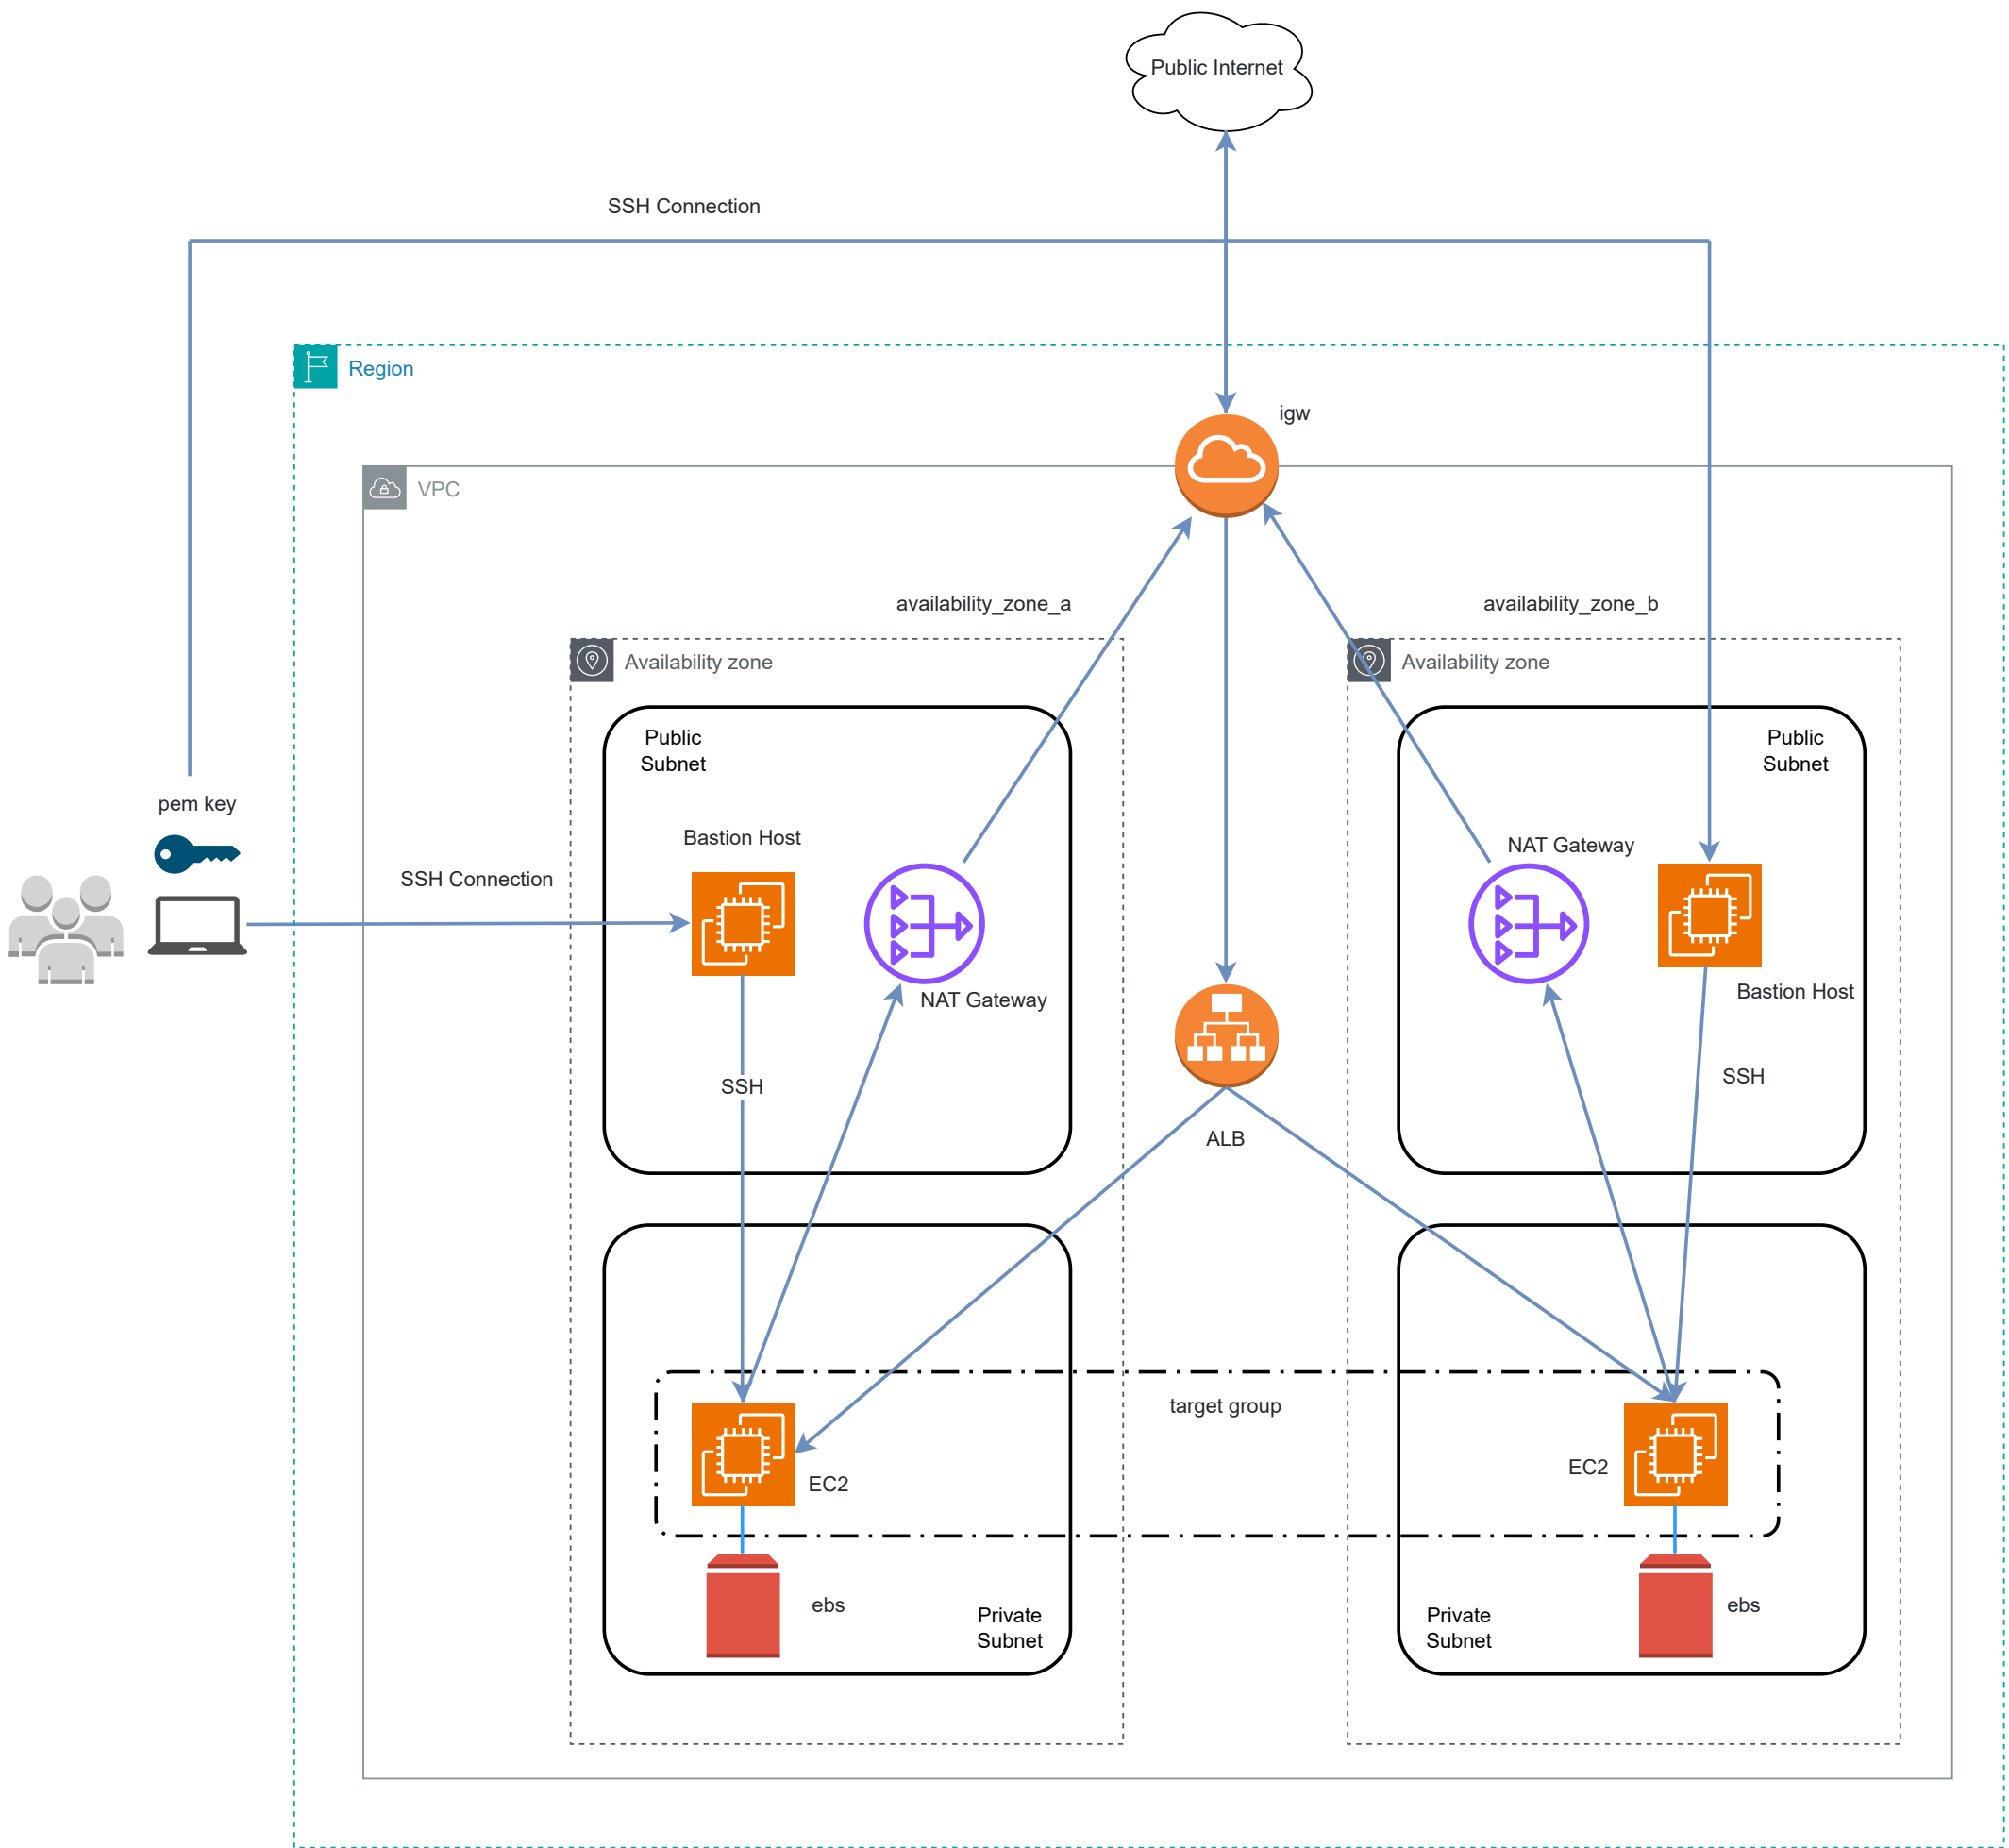 Public Internet
SSH Connection
Region
igw
VPC
availability_zone_a
availability_zone_b
Availability zone
Availability zone
Public
Subnet
Public
Subnet
pem key
Bastion Host
NAT Gateway
SSH Connection
NAT Gateway
Bastion Host
SSH
SSH
ALB
target group
EC2
EC2
ebs
ebs
Private
Subnet
Private
Subnet